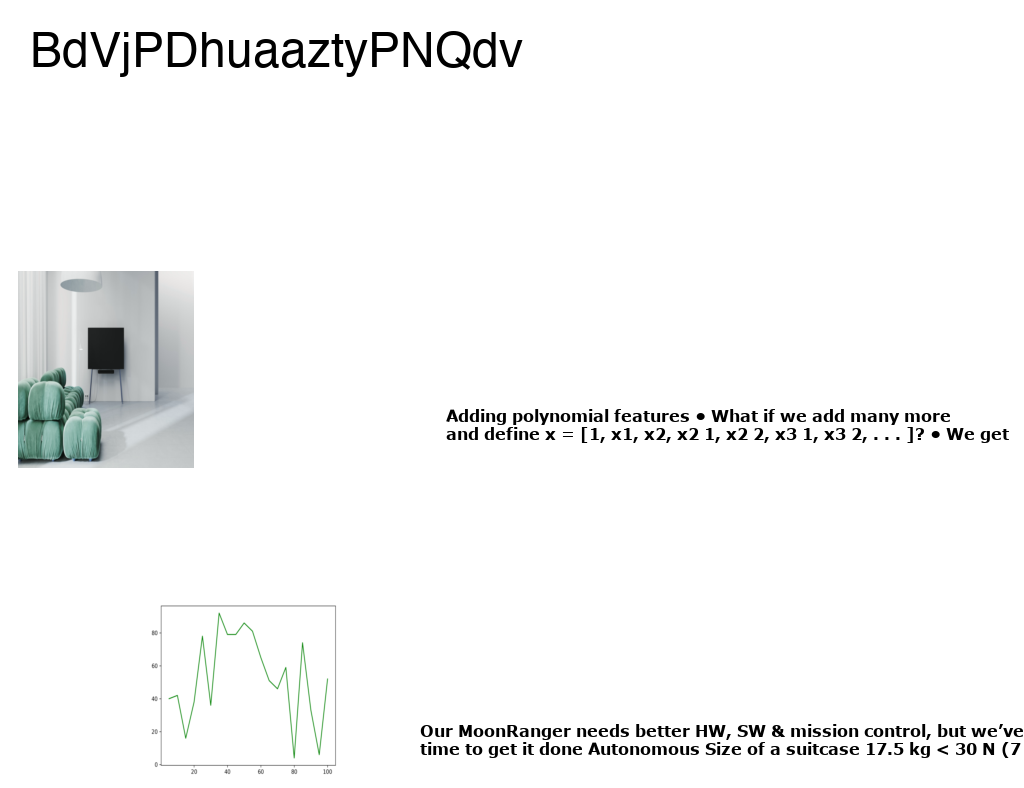 BdVjPDhuaaztyPNQdv
Adding polynomial features • What if we add many more
and define x = [1, x1, x2, x2 1, x2 2, x3 1, x3 2, . . . ]? • We get
80
60
40
20
0
20 40 60 80 100
Our MoonRanger needs better HW, SW & mission control, but we’ve
time to get it done Autonomous Size of a suitcase 17.5 kg < 30 N (7